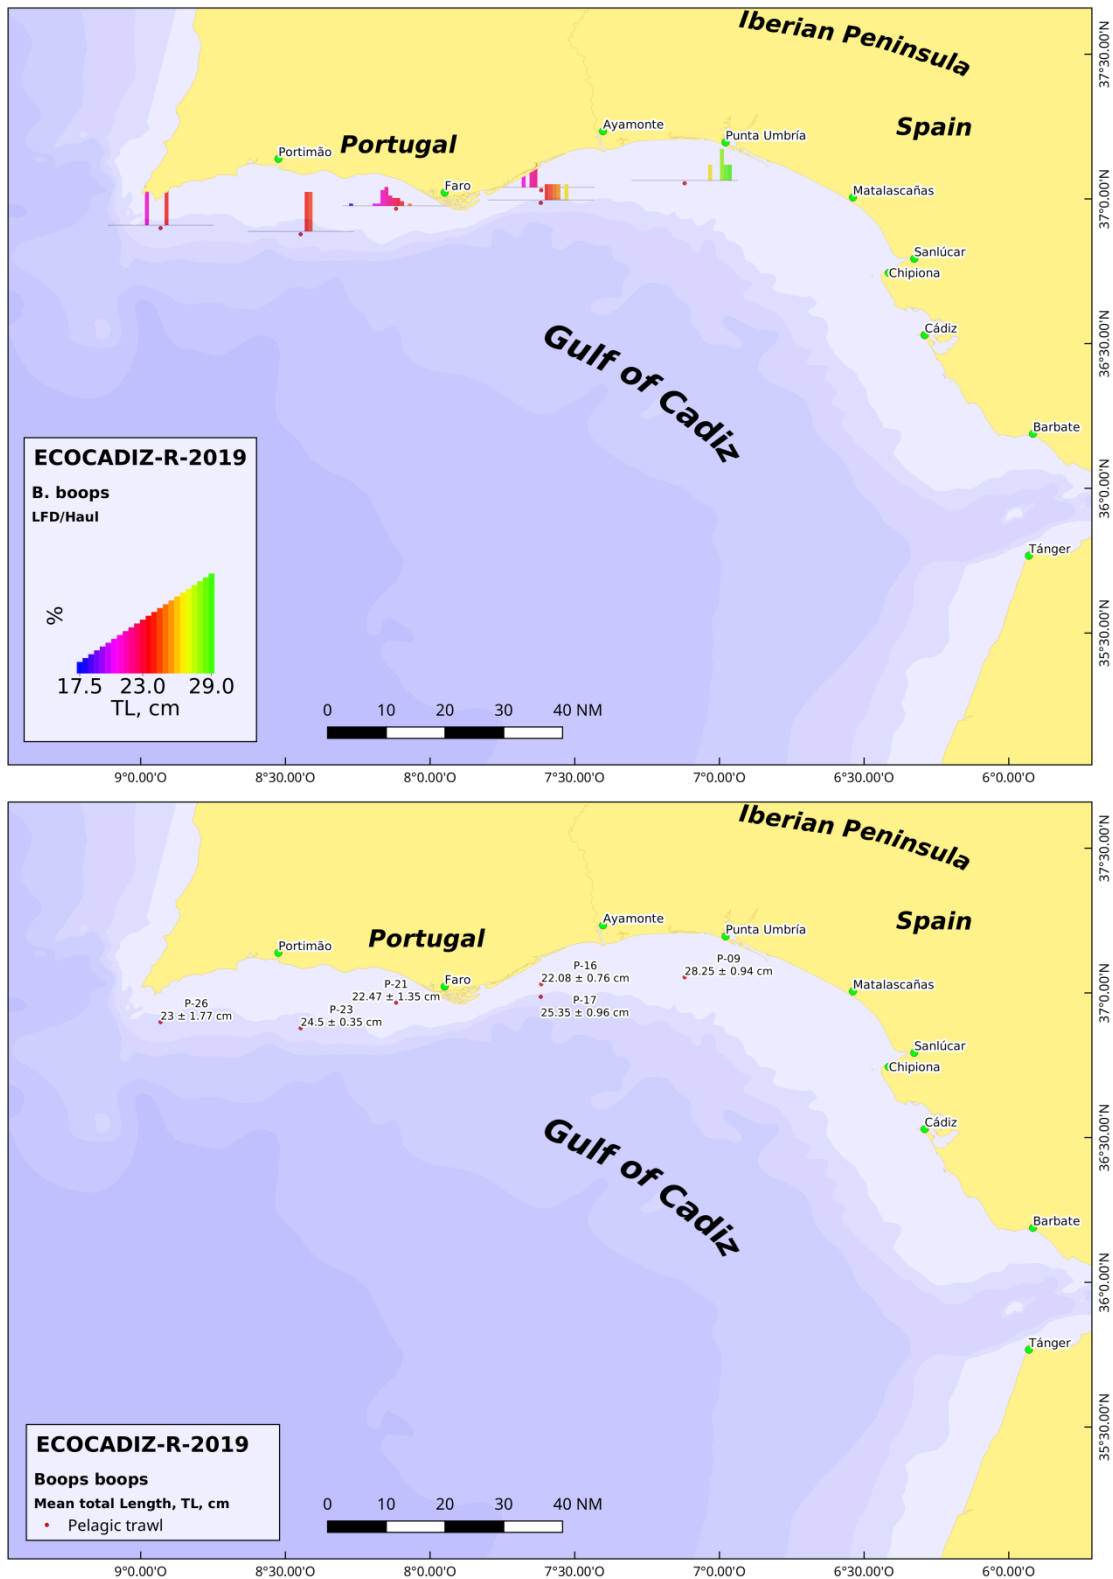 Iberian Peninsula
Spain
Portugal
Ayamonte
Punta Umbría
Portimão
Faro
Matalascañas
Sanlúcar
Chipiona
Cádiz
Gulf of Cadiz
Barbate
Tánger
ECOCADIZ-R-2019
B. boops
LFD/Haul
%
17.5 23.0 29.0
TL, cm
0 10 20 30 40 NM
37°30.00'N
37°0.00'N
36°30.00'N
36°0.00'N
35°30.00'N
9°0.00'O 8°30.00'O 8°0.00'O 7°30.00'O 7°0.00'O 6°30.00'O 6°0.00'O
Iberian Peninsula
Spain
Portugal
Ayamonte
Punta Umbría
Portimão
Faro
Matalascañas
P-09
28.25 ± 0.94 cm
P-16
22.08 ± 0.76 cm
P-17
25.35 ± 0.96 cm
P-21
22.47 ± 1.35 cm
P-26
23 ± 1.77 cm
P-23
24.5 ± 0.35 cm
Sanlúcar
Chipiona
Cádiz
Gulf of Cadiz
Barbate
Tánger
ECOCADIZ-R-2019
Boops boops
Mean total Length, TL, cm
Pelagic trawl
0 10 20 30 40 NM
37°30.00'N
37°0.00'N
36°30.00'N
36°0.00'N
35°30.00'N
9°0.00'O 8°30.00'O 8°0.00'O 7°30.00'O 7°0.00'O 6°30.00'O 6°0.00'O